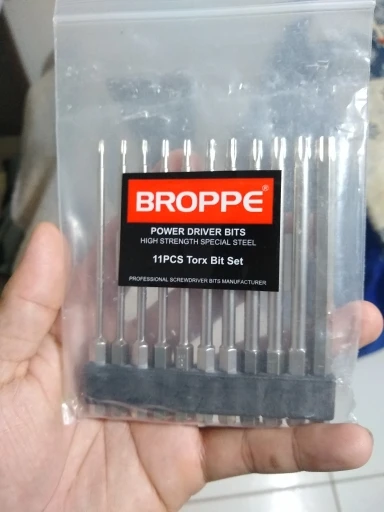 BROPPE®
POWER DRIVER BITS
HIGH STRENGTH SPECIAL STEEL
11PCS Torx Bit Set
PROFESSIONAL SCREWDRIVER BITS MANUFACTURER